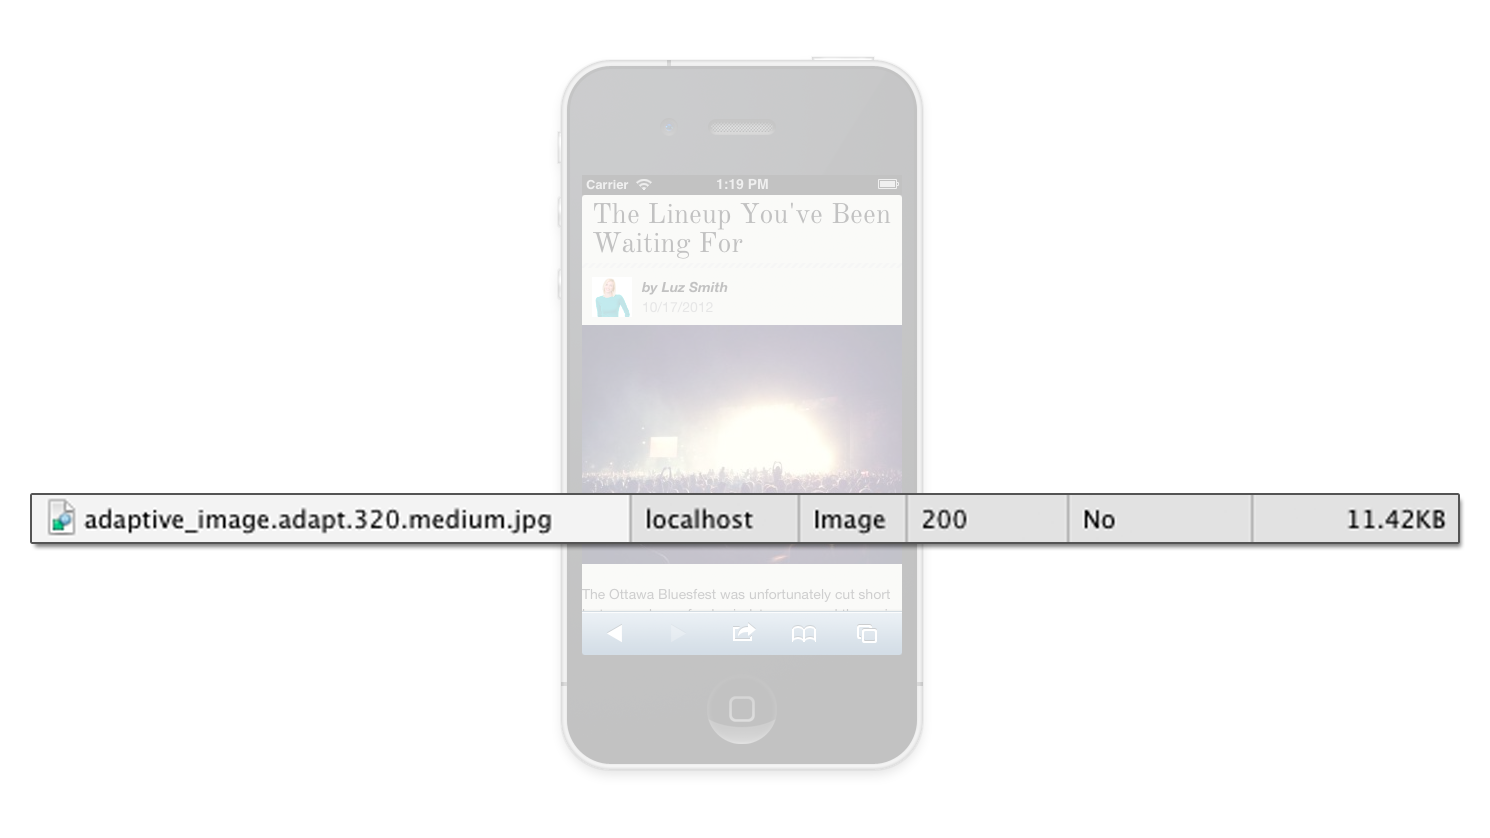 Carrier 1:19 PM
The Lineup You've Been
Waiting For
by Luz Smith
10/17/2012
adaptive_image.adapt.320.medium.jpg localhost Image 200 No 11.42KB
The Ottawa Bluesfest was unfortunately cut short